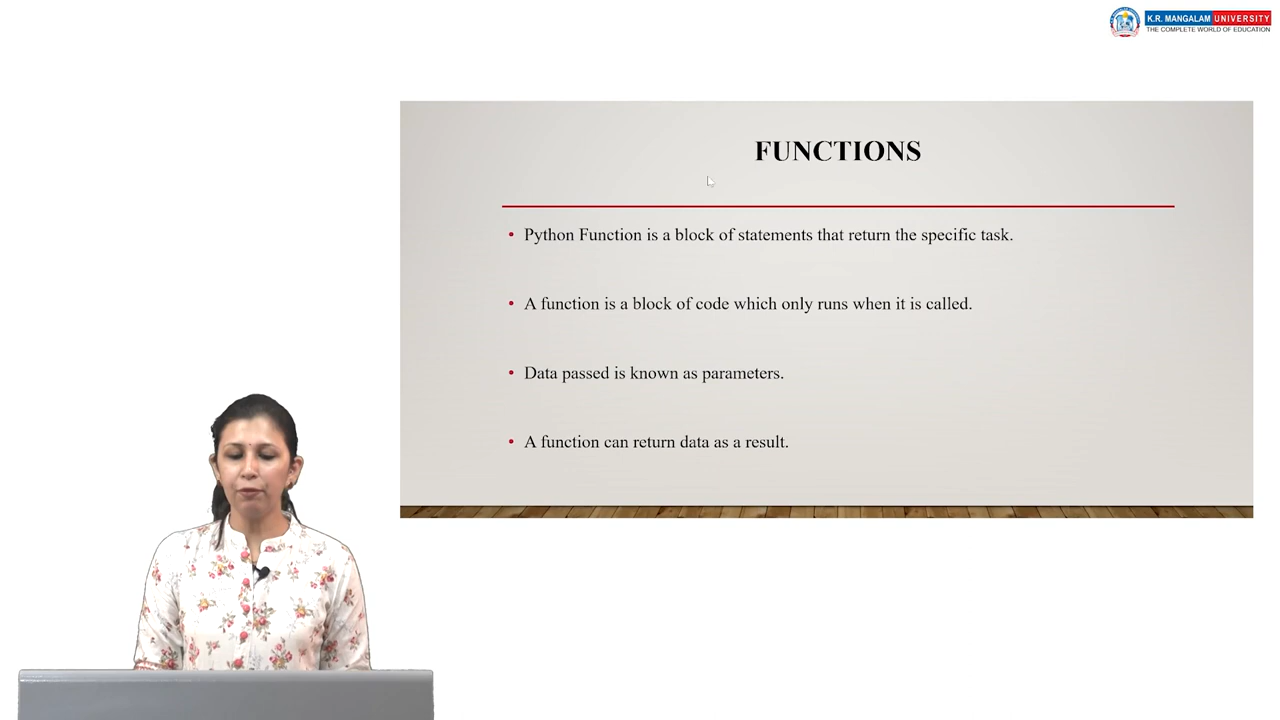 K.R. MANGALAM UNIVERSITY
THE COMPLETE WORLD OF EDUCATION
FUNCTIONS
• Python Function is a block of statements that return the specific task.
• A function is a block of code which only runs when it is called.
• Data passed is known as parameters.
• A function can return data as a result.